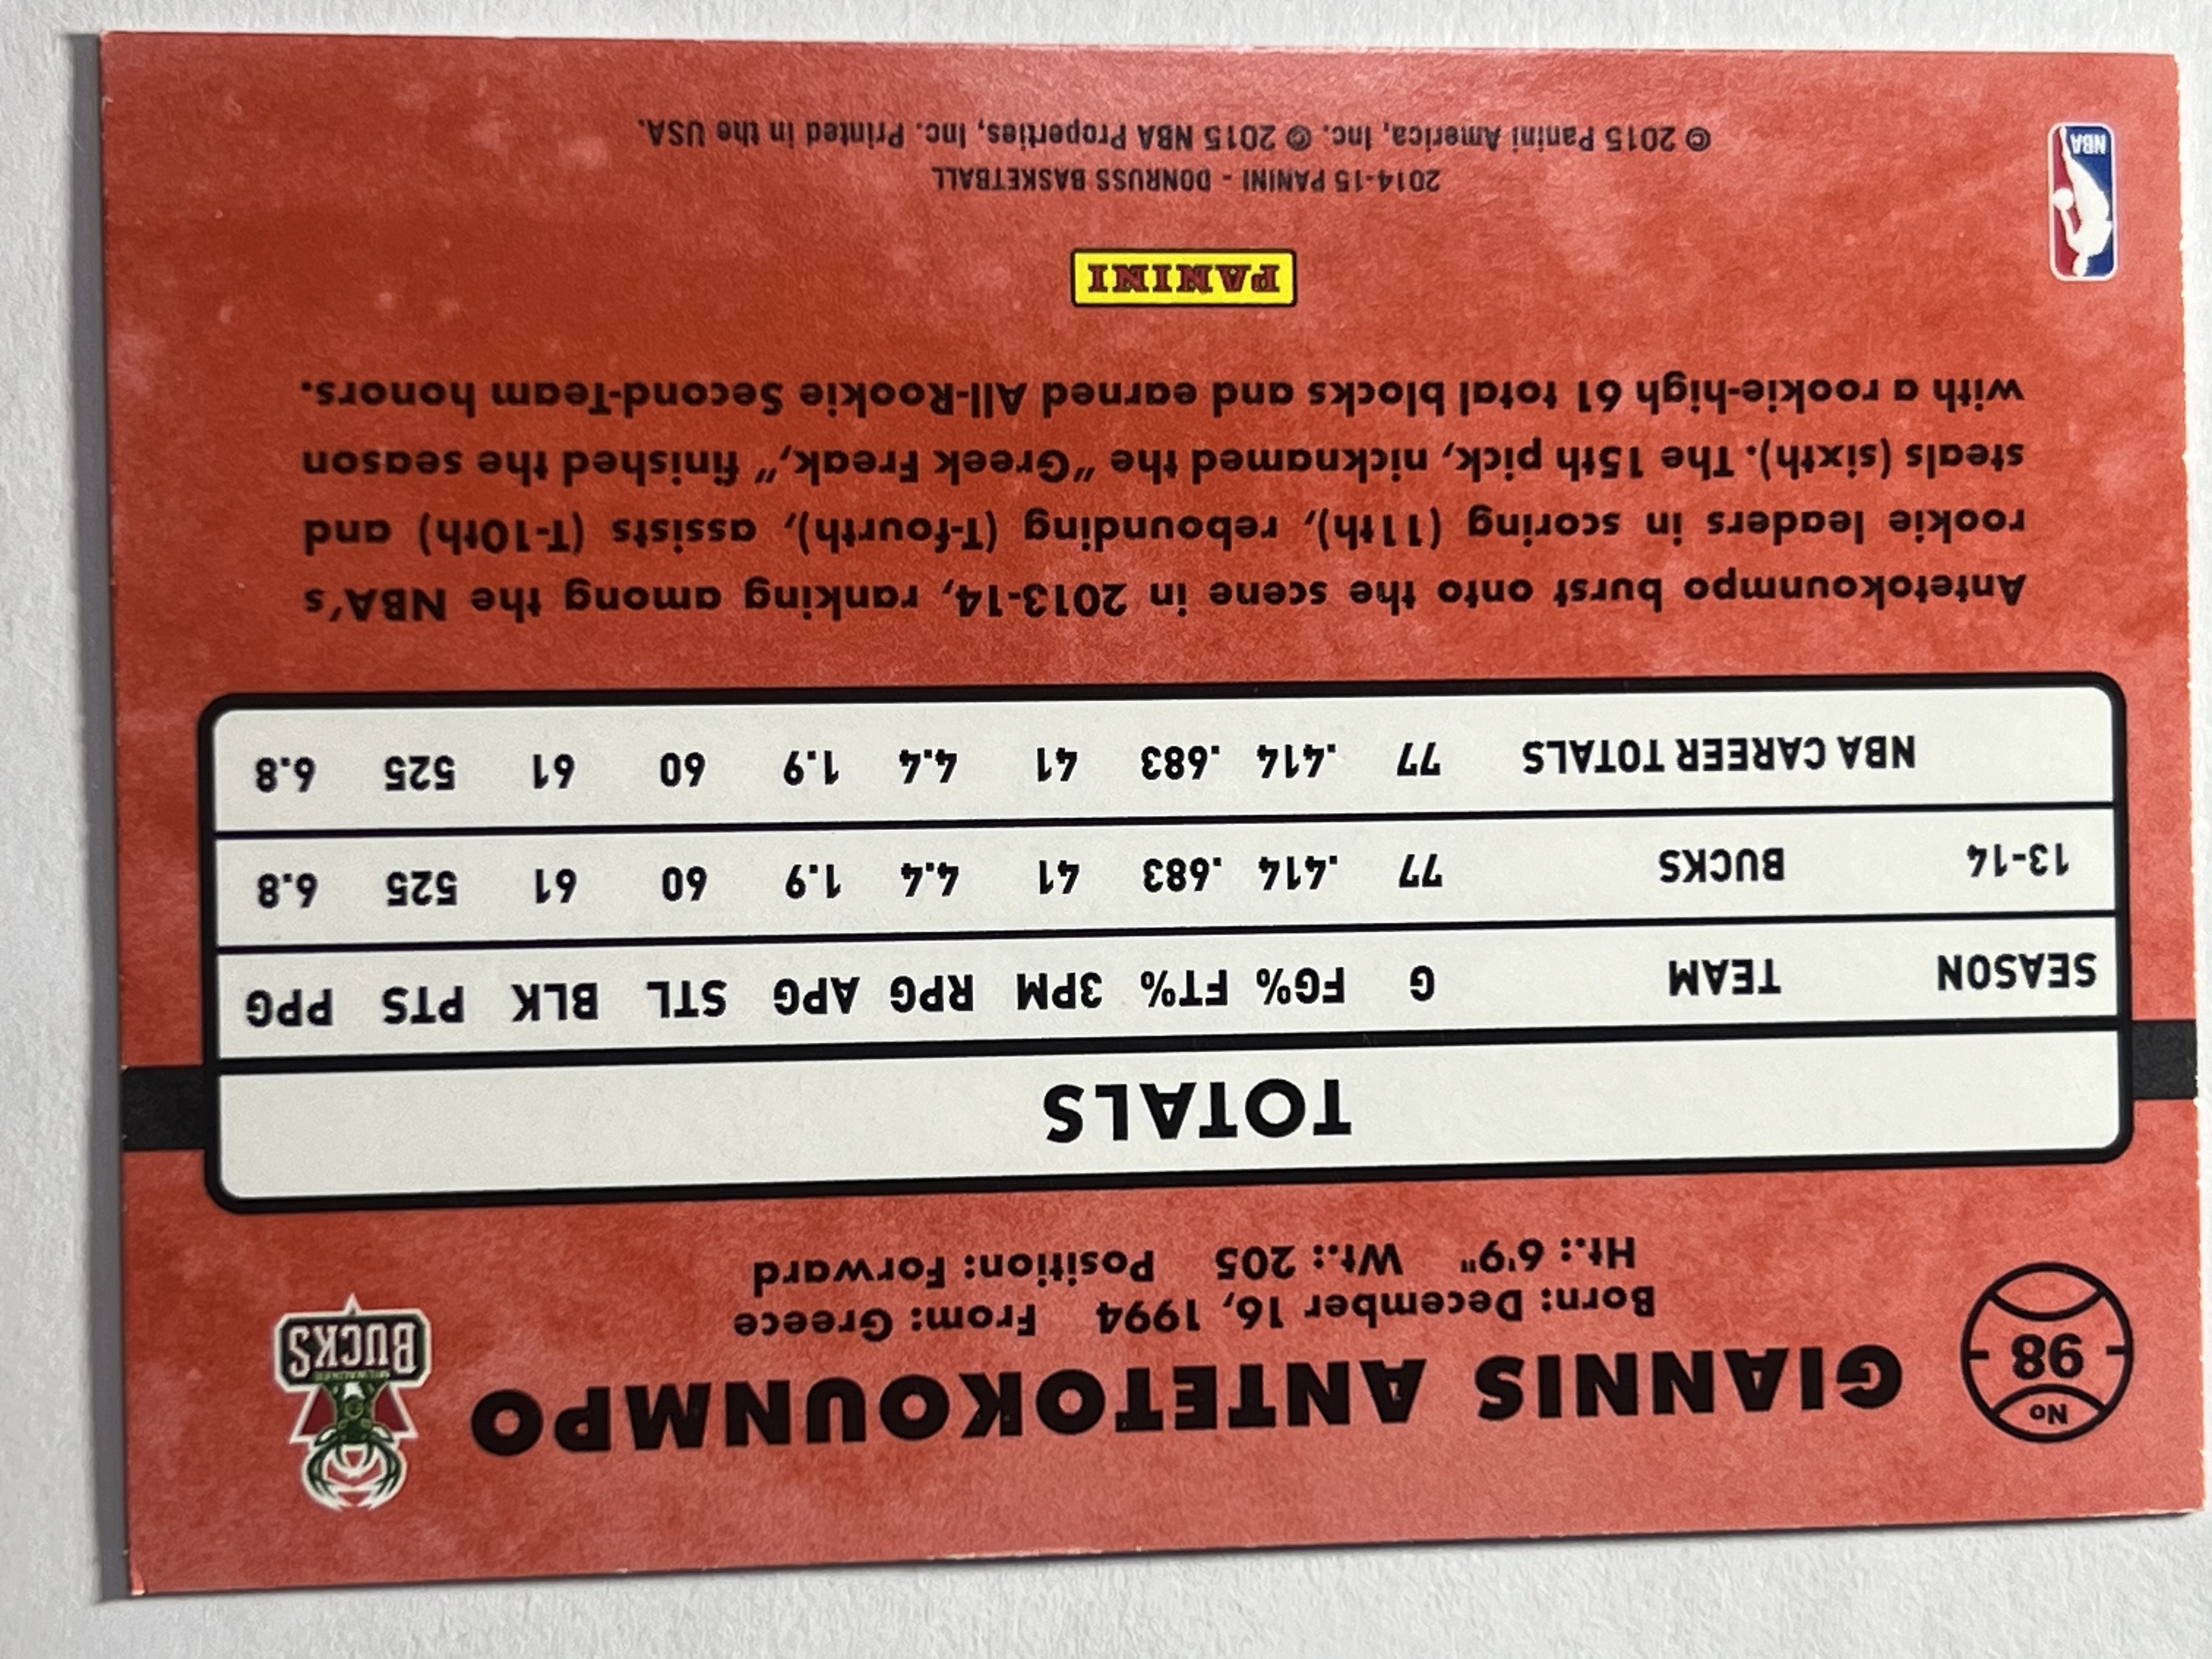 No
98
GIANNIS ANTETOKOUNMPO
Born: December 16, 1994 From: Greece
Ht.: 6'9" Wt.: 205 Position: Forward
MILWAUKEE
BUCKS
TOTALS
SEASON TEAM G FG% FT% 3PM RPG APG STL BLK PTS PPG
13-14 BUCKS 77 .414 .683 41 4.4 1.9 60 61 525 6.8
NBA CAREER TOTALS 77 .414 .683 41 4.4 1.9 60 61 525 6.8
Antetokounmpo burst onto the scene in 2013-14, ranking among the NBA's
rookie leaders in scoring (11th), rebounding (T-fourth), assists (T-10th) and
steals (sixth). The 15th pick, nicknamed the "Greek Freak," finished the season
with a rookie-high 61 total blocks and earned All-Rookie Second-Team honors.
PANINI
2014-15 PANINI - DONRUSS BASKETBALL
© 2015 Panini America, Inc. © 2015 NBA Properties, Inc. Printed in the USA.
NBA